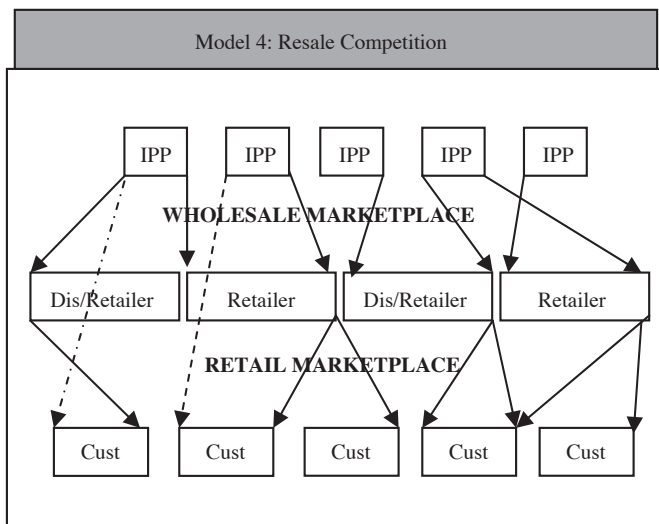 Model 4: Resale Competition
IPP IPP IPP IPP IPP
WHOLESALE MARKETPLACE
Dis/Retailer Retailer Dis/Retailer Retailer
RETAIL MARKETPLACE
Cust Cust Cust Cust Cust